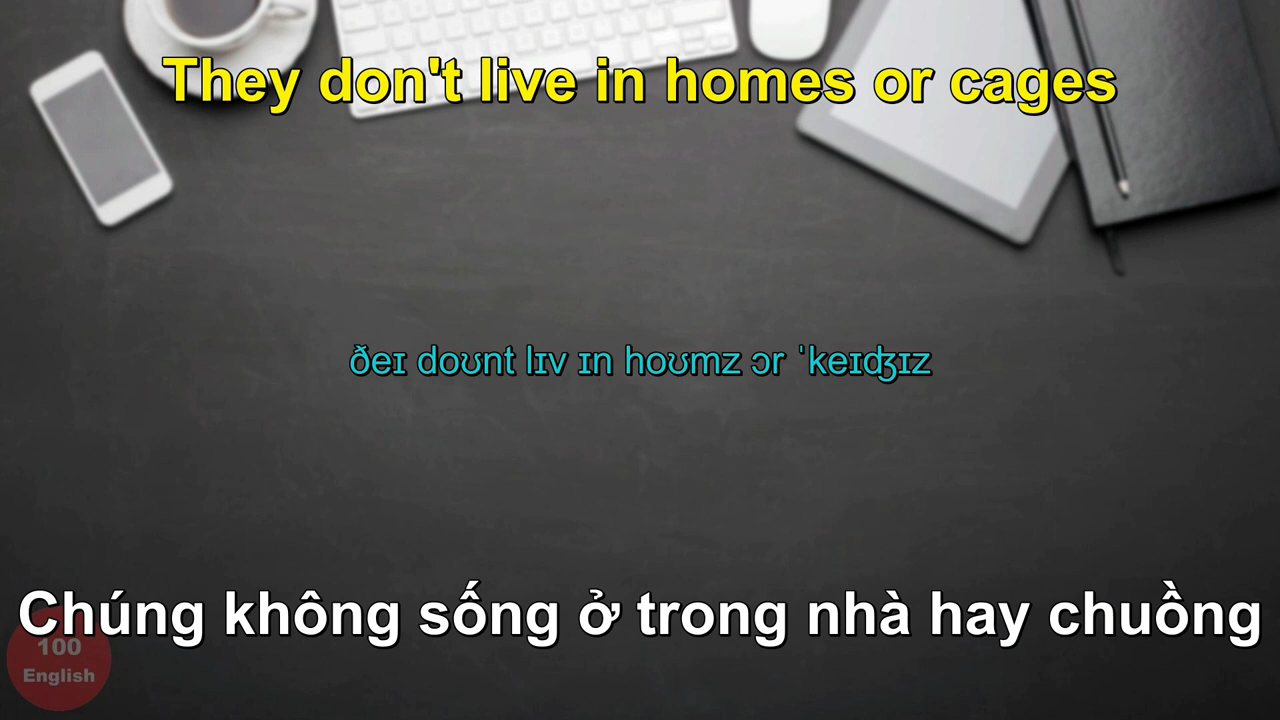 They don't live in homes or cages
ðeɪ doʊnt lɪv ɪn hoʊmz ɔr ˈkeɪʤɪz
Chúng không sống ở trong nhà hay chuồng
100
English